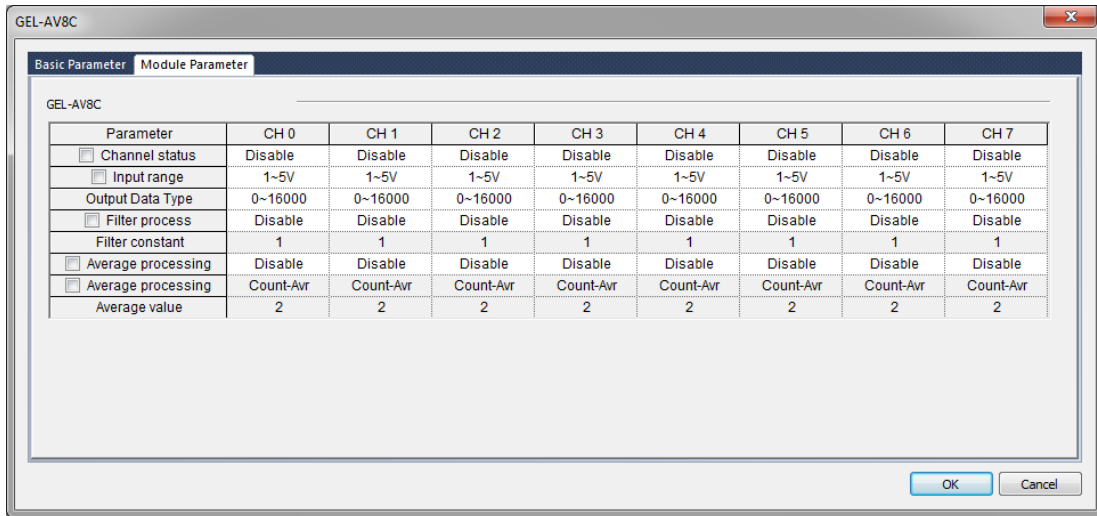 GEL-AV8C
x
Basic Parameter Module Parameter
GEL-AV8C
Parameter CH 0 CH 1 CH 2 CH 3 CH 4 CH 5 CH 6 CH 7
Channel status Disable Disable Disable Disable Disable Disable Disable Disable
Input range 1~5V 1~5V 1~5V 1~5V 1~5V 1~5V 1~5V 1~5V
Output Data Type 0~16000 0~16000 0~16000 0~16000 0~16000 0~16000 0~16000 0~16000
Filter process Disable Disable Disable Disable Disable Disable Disable Disable
Filter constant 1 1 1 1 1 1 1 1
Average processing Disable Disable Disable Disable Disable Disable Disable Disable
Average processing Count-Avr Count-Avr Count-Avr Count-Avr Count-Avr Count-Avr Count-Avr Count-Avr
Average value 2 2 2 2 2 2 2 2
OK Cancel